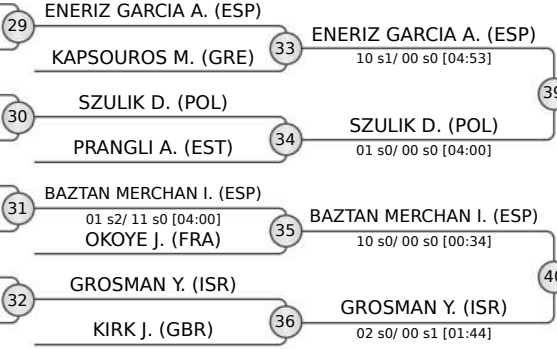 29
ENERIZ GARCIA A. (ESP)
KAPSOUROS M. (GRE)
33
ENERIZ GARCIA A. (ESP)
10 s1/ 00 s0 [04:53]
30
SZULIK D. (POL)
PRANGLI A. (EST)
34
SZULIK D. (POL)
01 s0/ 00 s0 [04:00]
39
31
BAZTAN MERCHAN I. (ESP)
01 s2/ 11 s0 [04:00]
OKOYE J. (FRA)
35
BAZTAN MERCHAN I. (ESP)
10 s0/ 00 s0 [00:34]
32
GROSMAN Y. (ISR)
KIRK J. (GBR)
36
GROSMAN Y. (ISR)
02 s0/ 00 s1 [01:44]
40